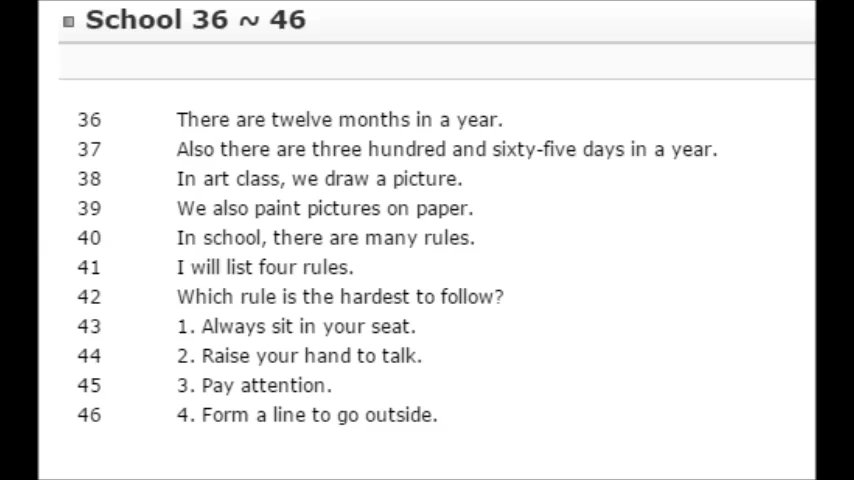 School 36 ~ 46
36 There are twelve months in a year.
37 Also there are three hundred and sixty-five days in a year.
38 In art class, we draw a picture.
39 We also paint pictures on paper.
40 In school, there are many rules.
41 I will list four rules.
42 Which rule is the hardest to follow?
43 1. Always sit in your seat.
44 2. Raise your hand to talk.
45 3. Pay attention.
46 4. Form a line to go outside.